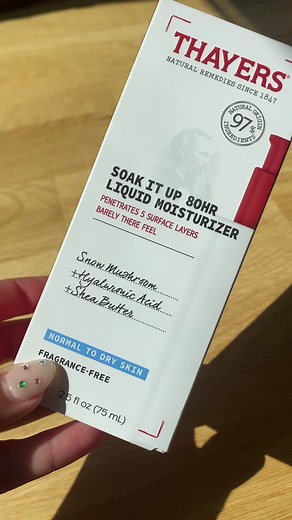 THAYERS®
NATURAL REMEDIES SINCE 1847
NATURAL ORIGIN
97%
INGREDIENTS
SOAK IT UP 80HR
LIQUID MOISTURIZER
PENETRATES 5 SURFACE LAYERS
BARELY THERE FEEL
Snow Mushroom
+Hyaluronic Acid
+Shea Butter
NORMAL TO DRY SKIN
FRAGRANCE-FREE
2.5 fl oz (75 mL)